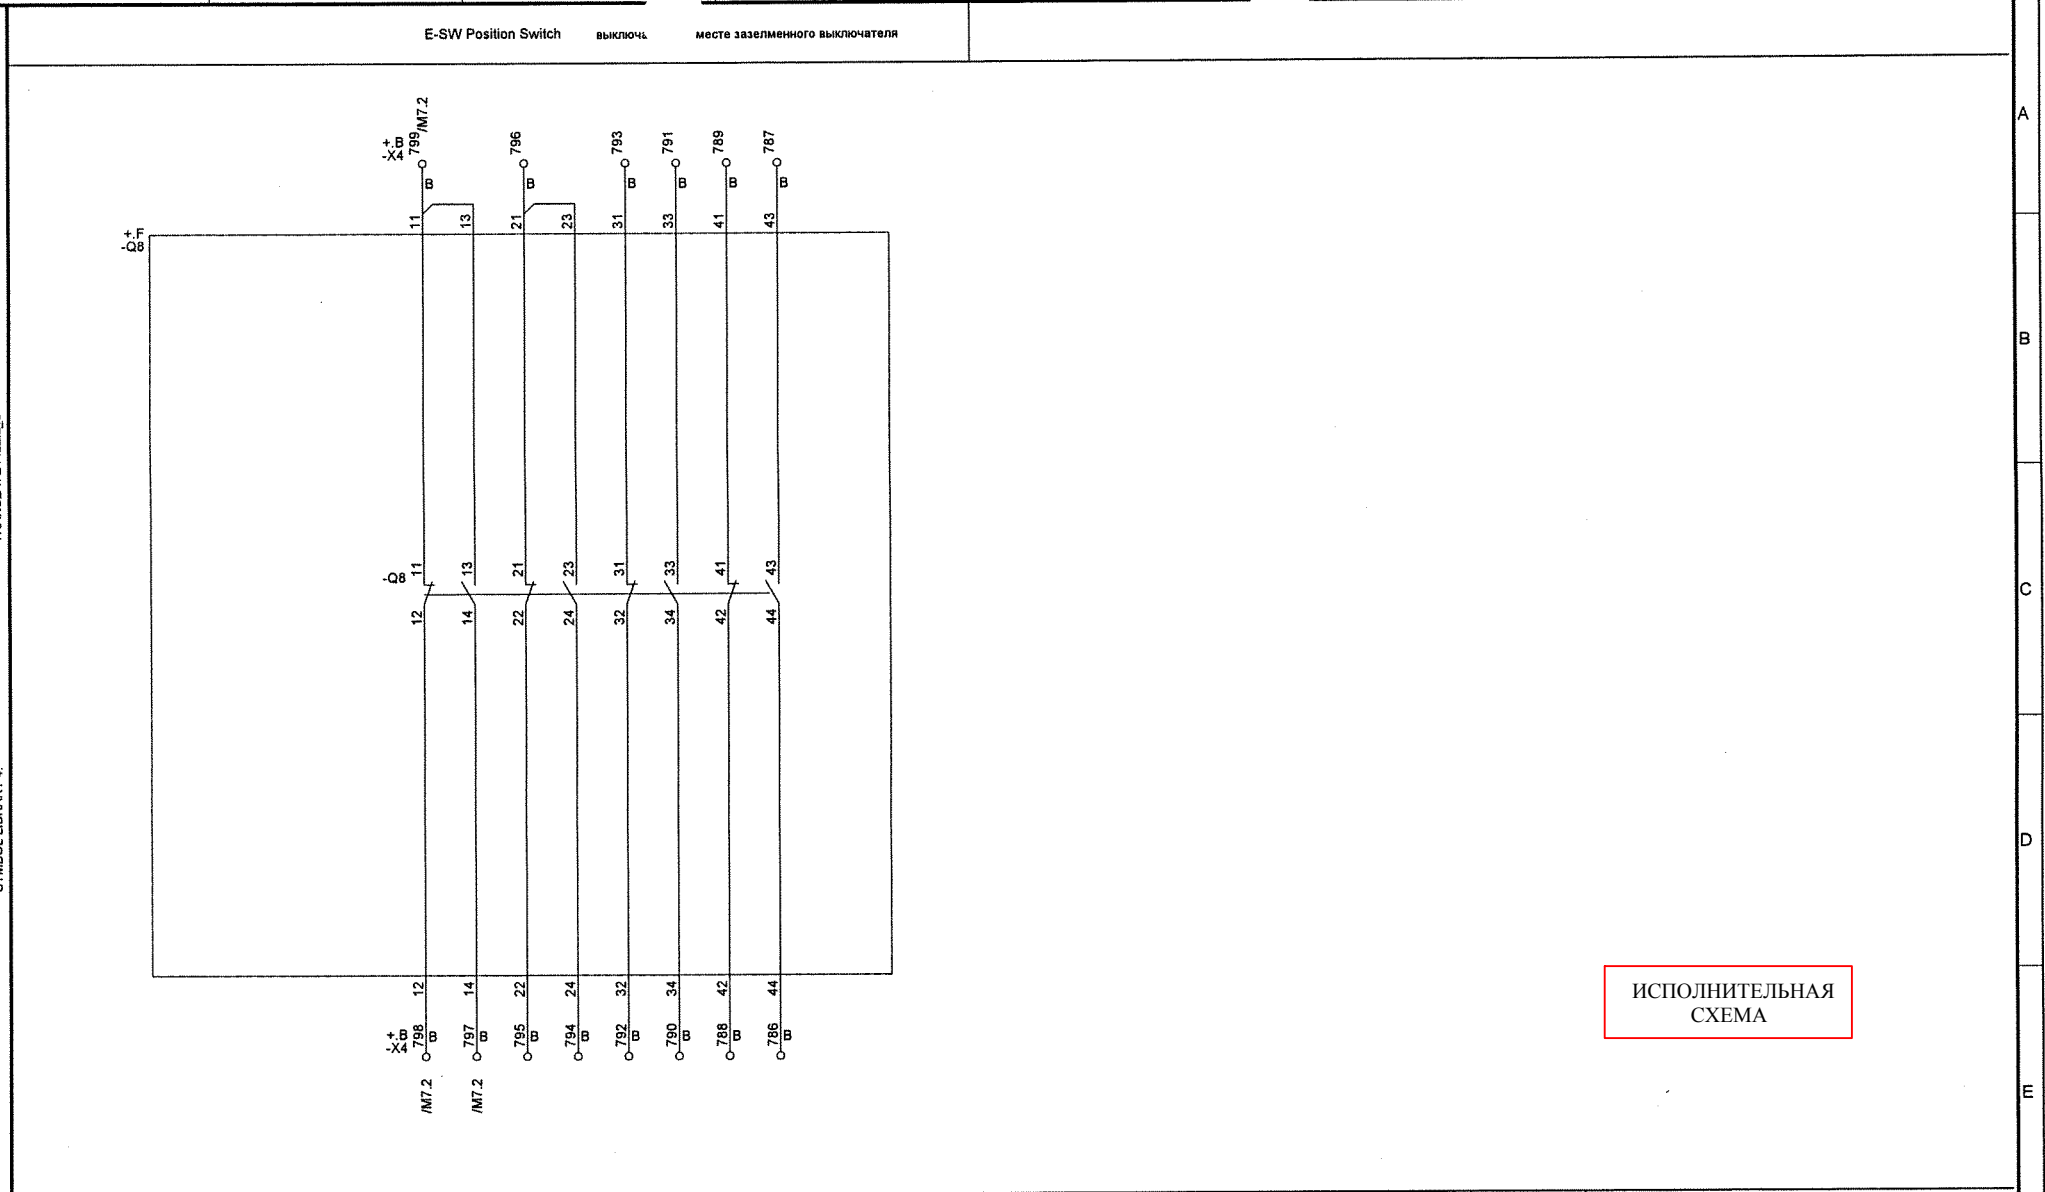 E-SW Position Switch
месте зазелменного выключателя
A
B
C
D
E
+.B
-X4
799
/M7.2
796
793
791
789
787
B
B
B
B
B
B
11
13
21
23
31
33
41
43
+.F
-Q8
-Q8
11
13
21
23
31
33
41
43
12
14
22
24
32
34
42
44
12
14
22
24
32
34
42
44
+.B
-X4
798
797
795
794
792
790
788
786
B
B
B
B
B
B
B
B
/M7.2
/M7.2
ИСПОЛНИТЕЛЬНАЯ
СХЕМА